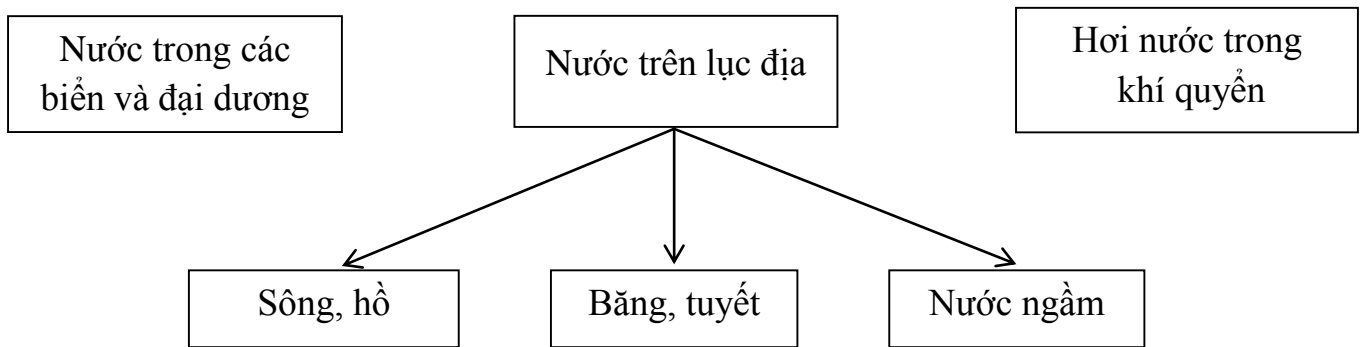 Nước trong các
biển và đại dương
Nước trên lục địa
Hơi nước trong
khí quyển
Sông, hồ
Băng, tuyết
Nước ngầm